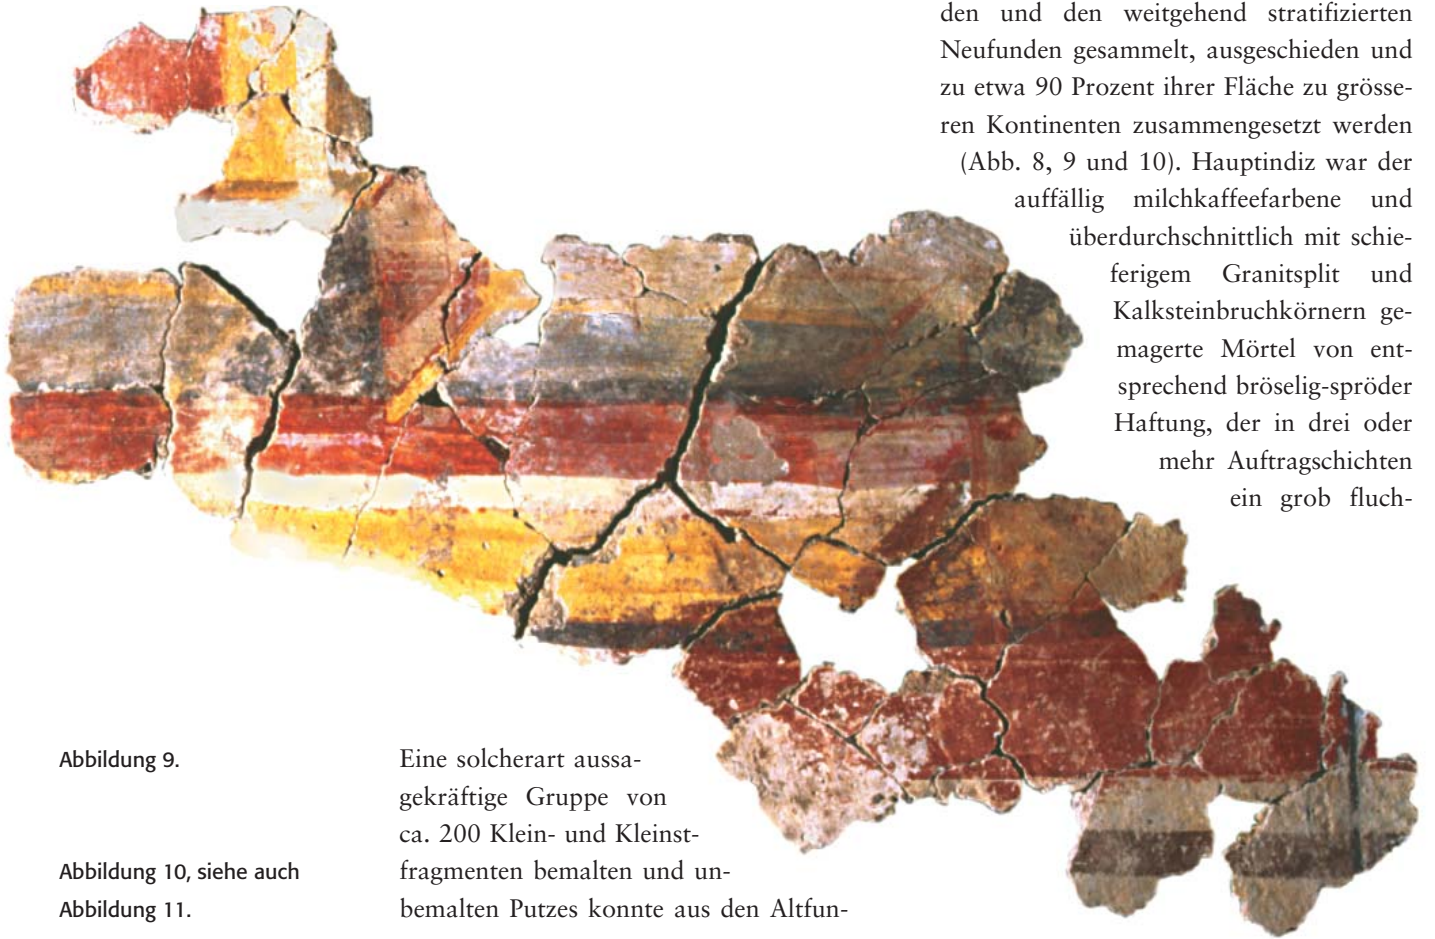 Abbildung 9.
Abbildung 10, siehe auch
Abbildung 11.
Eine solcherart aussa-
gekräftige Gruppe von
ca. 200 Klein- und Kleinst-
fragmenten bemalten und un-
bemalten Putzes konnte aus den Altfun-
den und den weitgehend stratifizierten
Neufunden gesammelt, ausgeschieden und
zu etwa 90 Prozent ihrer Fläche zu grösse-
ren Kontinenten zusammengesetzt werden
(Abb. 8, 9 und 10). Hauptindiz war der
auffällig milchkaffeefarbene und
überdurchschnittlich mit schie-
ferigem Granitsplit und
Kalksteinbruchkörnern ge-
magerte Mörtel von ent-
sprechend bröselig-spröder
Haftung, der in drei oder
mehr Auftragschichten
ein grob fluch-